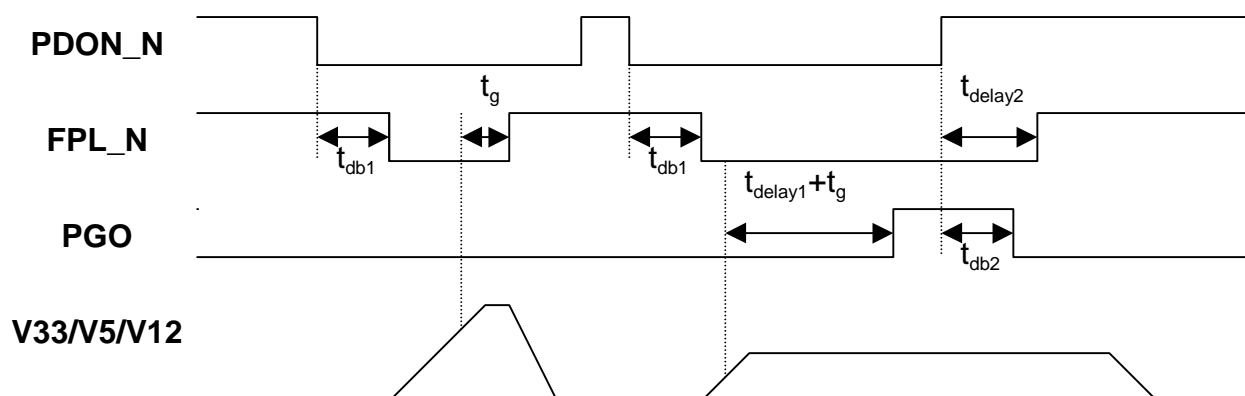 PDON_N
t_g
t_delay2
FPL_N
t_db1
t_db1
t_delay1+t_g
PGO
t_db2
V33/V5/V12